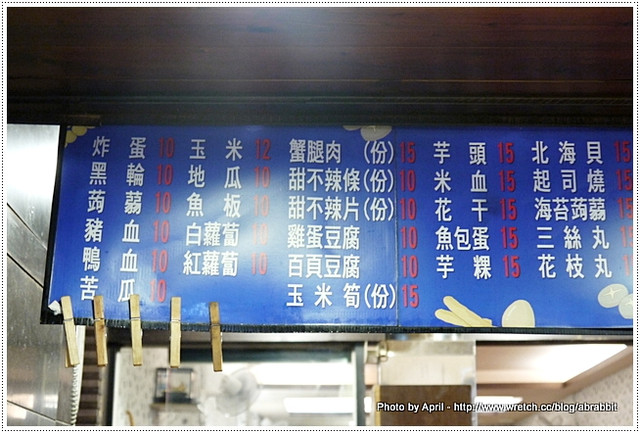 炸蛋 10
黑輪 10
蒟蒻 10
豬血 10
鴨血 10
苦瓜 10
玉米 12
地瓜 10
魚板 10
白蘿蔔 10
紅蘿蔔 10
蟹腿肉(份) 15
甜不辣條(份) 10
甜不辣片(份) 10
雞蛋豆腐 10
百頁豆腐 10
玉米筍(份) 15
芋頭 15
米血 15
花干 15
魚包蛋 15
芋粿 15
北海貝 15
起司燒 15
海苔蒟蒻 15
三絲丸 15
花枝丸
Photo by April - http://www.wretch.cc/blog/abrabbit